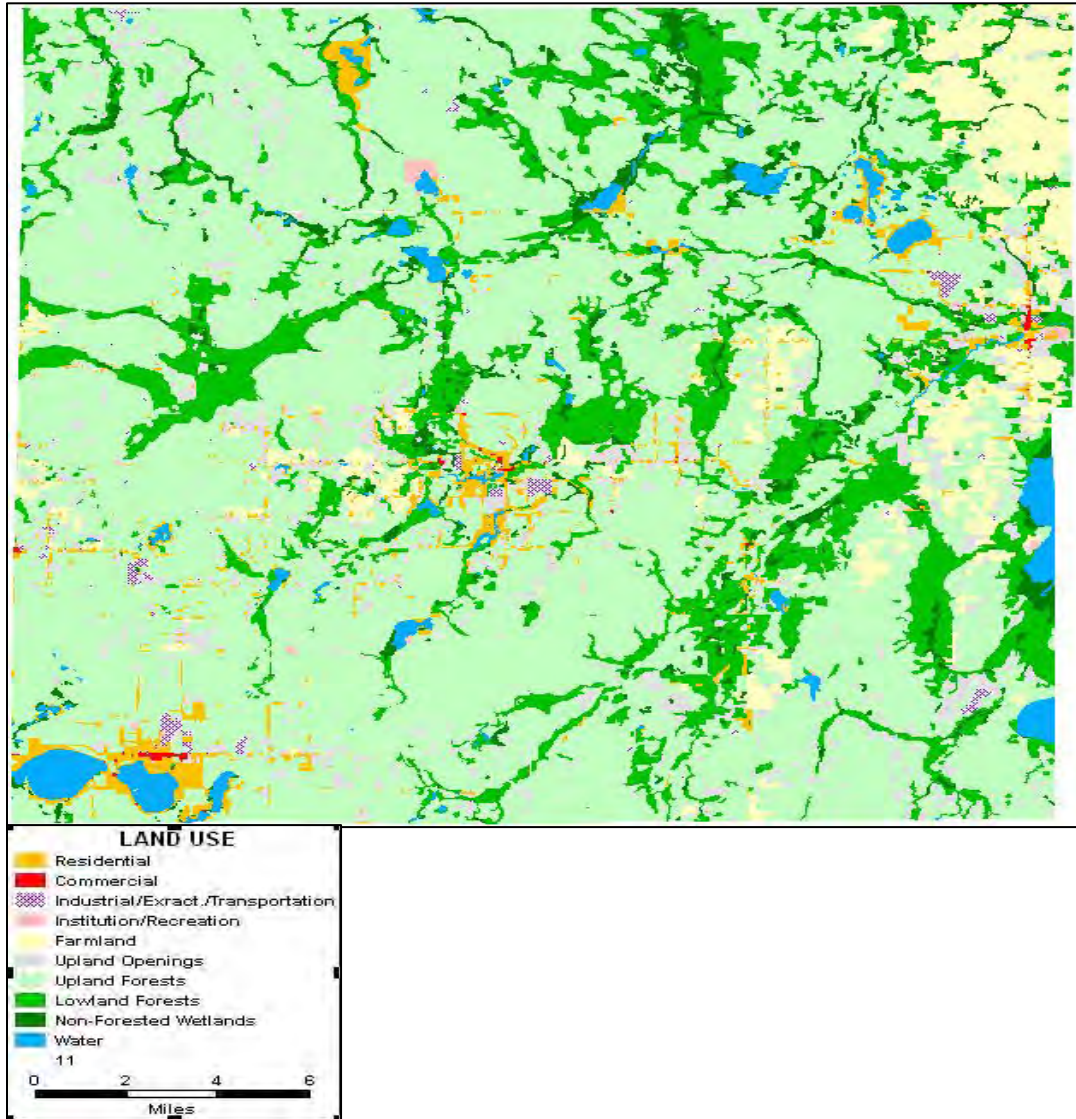 LAND USE
Residential
Commercial
Industrial/Exract./Transportation
Institution/Recreation
Farmland
Upland Openings
Upland Forests
Lowland Forests
Non-Forested Wetlands
Water
11
0 2 4 6
Miles